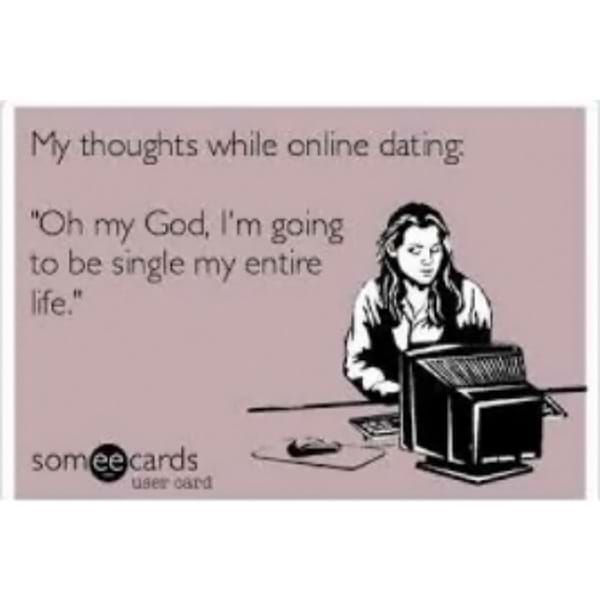 My thoughts while online dating:
"Oh my God, I'm going
to be single my entire
life."
someecards
user card